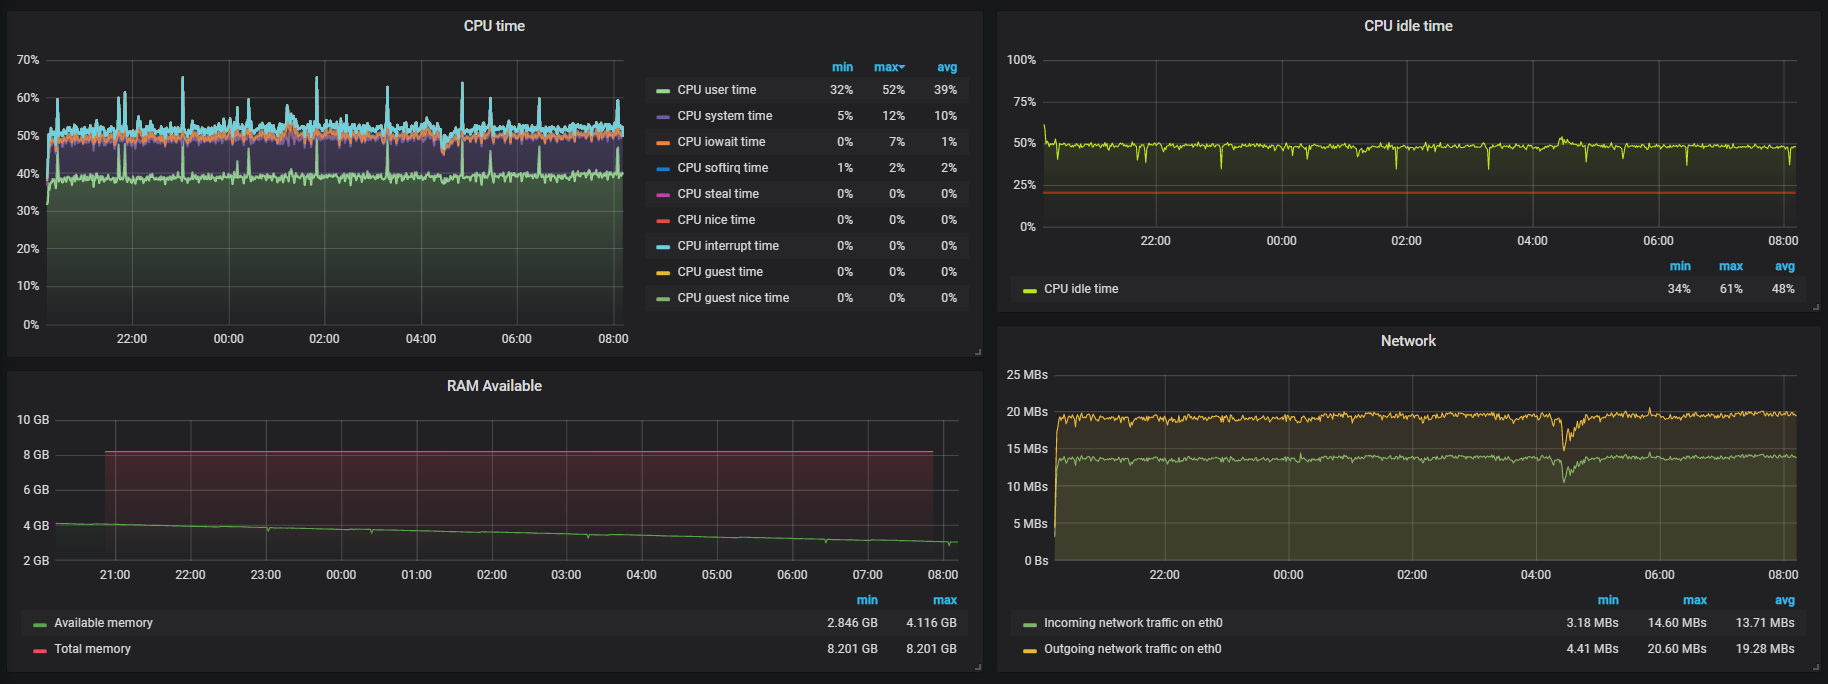 CPU time
70%
60%
50%
40%
30%
20%
10%
0%
22:00 00:00 02:00 04:00 06:00 08:00
min max avg
CPU user time 32% 52% 39%
CPU system time 5% 12% 10%
CPU iowait time 0% 7% 1%
CPU softirq time 1% 2% 2%
CPU steal time 0% 0% 0%
CPU nice time 0% 0% 0%
CPU interrupt time 0% 0% 0%
CPU guest time 0% 0% 0%
CPU guest nice time 0% 0% 0%
CPU idle time
100%
75%
50%
25%
0%
22:00 00:00 02:00 04:00 06:00 08:00
min max avg
CPU idle time 34% 61% 48%
RAM Available
10 GB
8 GB
6 GB
4 GB
2 GB
21:00 22:00 23:00 00:00 01:00 02:00 03:00 04:00 05:00 06:00 07:00 08:00
min max
Available memory 2.846 GB 4.116 GB
Total memory 8.201 GB 8.201 GB
Network
25 MBs
20 MBs
15 MBs
10 MBs
5 MBs
0 Bs
22:00 00:00 02:00 04:00 06:00 08:00
min max avg
Incoming network traffic on eth0 3.18 MBs 14.60 MBs 13.71 MBs
Outgoing network traffic on eth0 4.41 MBs 20.60 MBs 19.28 MBs